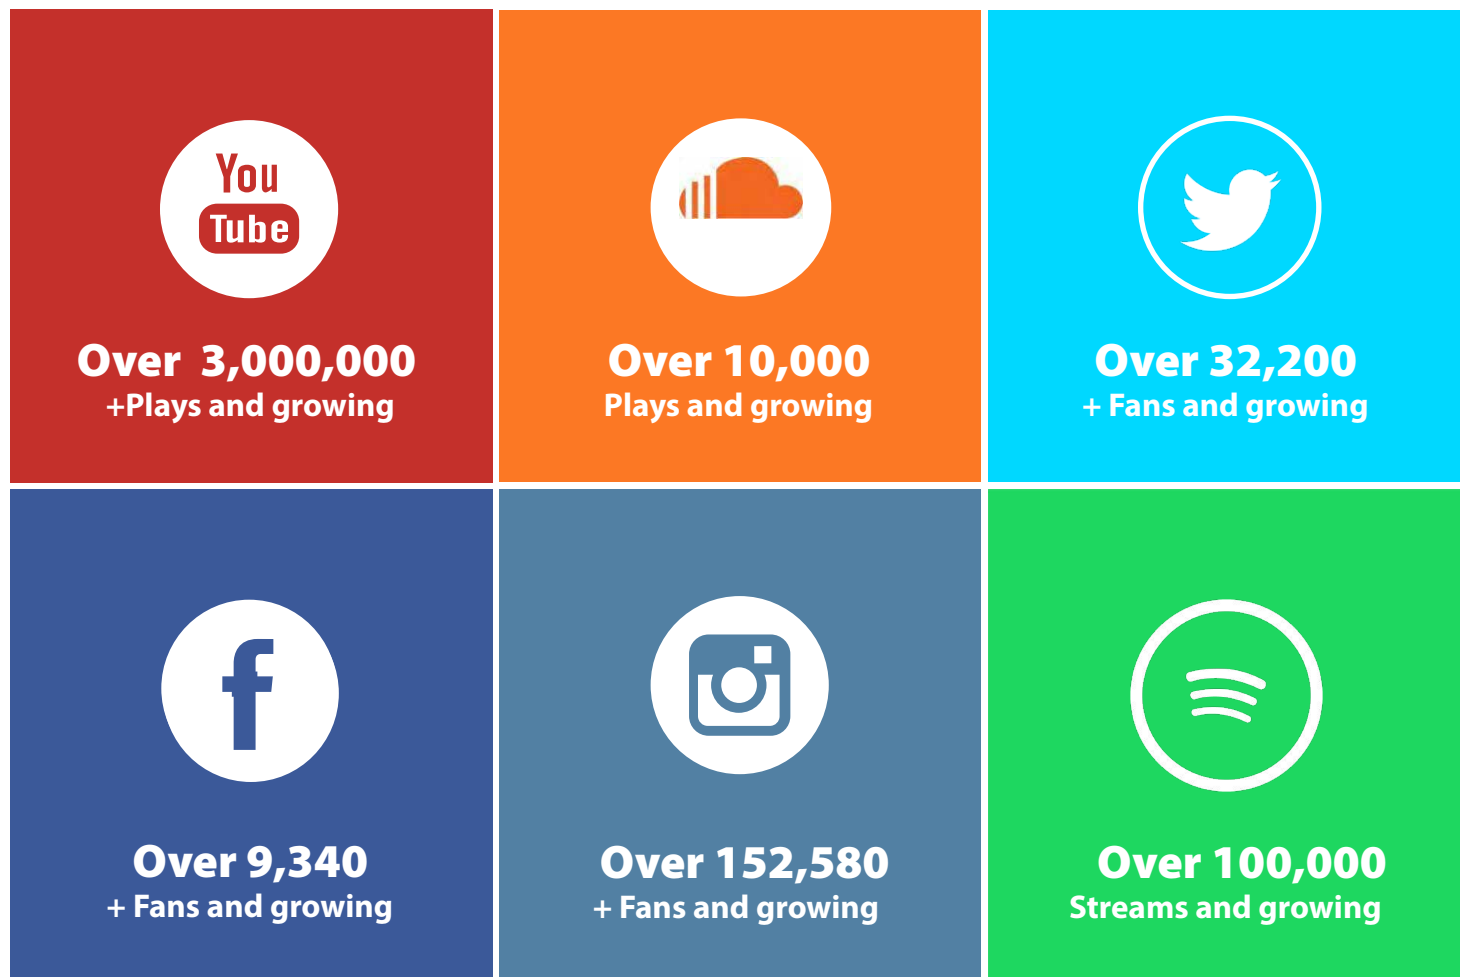 You
Tube
Over 3,000,000
+Plays and growing
Over 10,000
Plays and growing
Over 32,200
+ Fans and growing
f
Over 9,340
+ Fans and growing
Over 152,580
+ Fans and growing
Over 100,000
Streams and growing